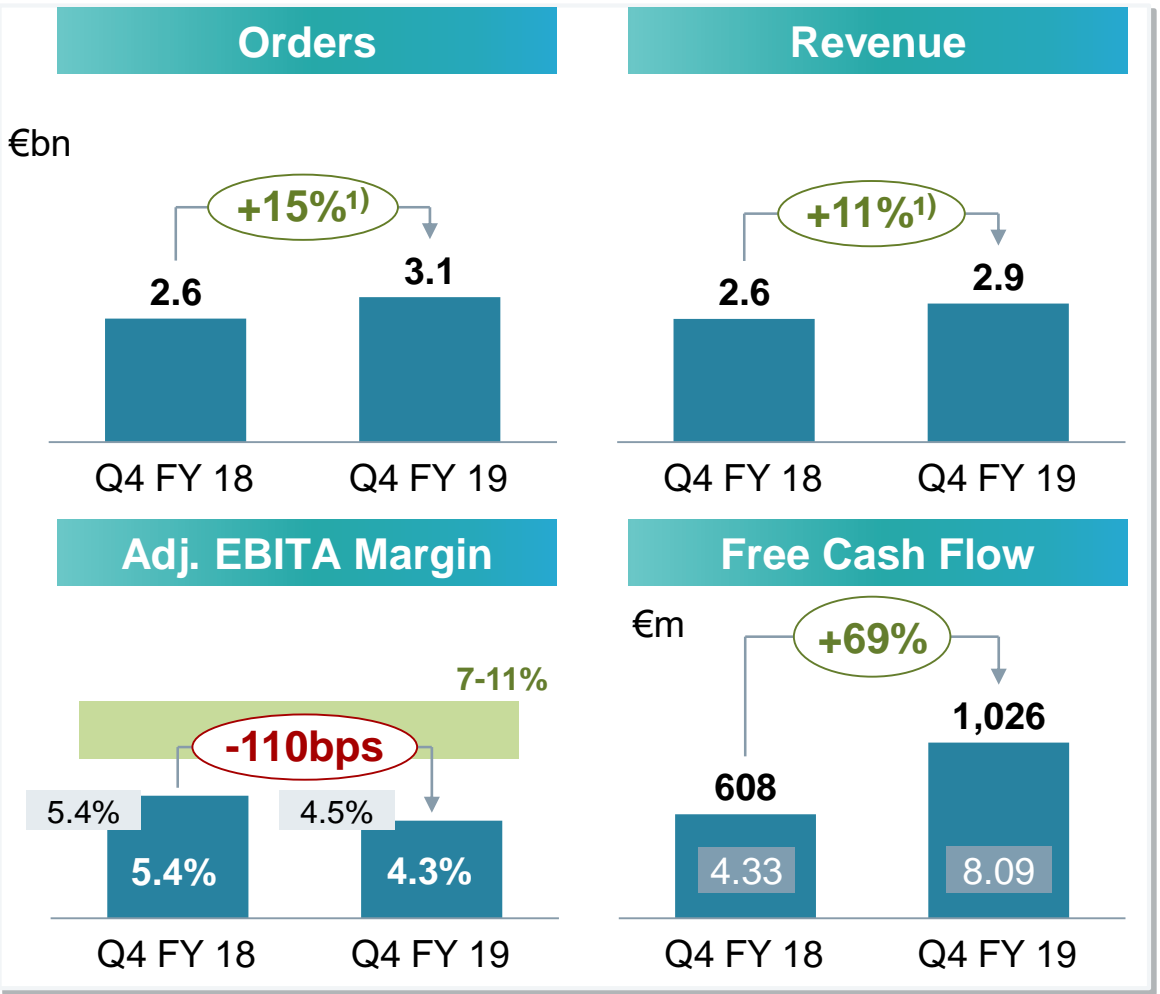 Orders
€bn
+15%¹⁾
2.6
3.1
Q4 FY 18
Q4 FY 19
Revenue
+11%¹⁾
2.6
2.9
Q4 FY 18
Q4 FY 19
Adj. EBITA Margin
7-11%
-110bps
5.4%
4.5%
5.4%
4.3%
Q4 FY 18
Q4 FY 19
Free Cash Flow
€m
+69%
608
1,026
4.33
8.09
Q4 FY 18
Q4 FY 19